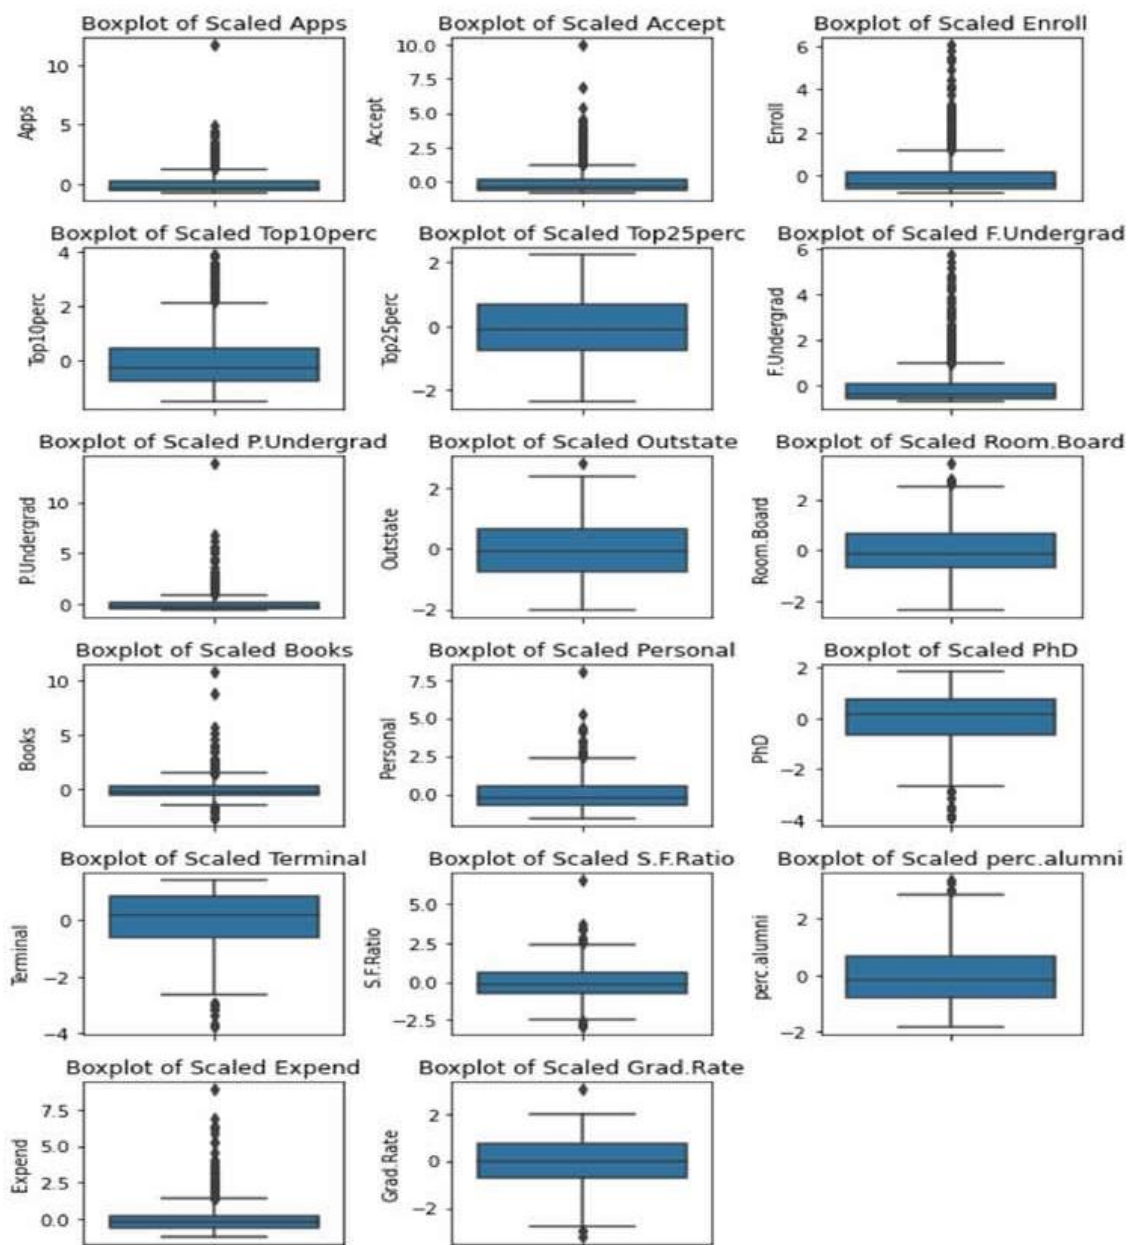 Boxplot of Scaled Apps
10
5
0
Apps
Boxplot of Scaled Accept
10.0
7.5
5.0
2.5
0.0
Accept
Boxplot of Scaled Enroll
6
4
2
0
Enroll
Boxplot of Scaled Top10perc
4
2
0
Top10perc
Boxplot of Scaled Top25perc
2
0
−2
Top25perc
Boxplot of Scaled F.Undergrad
6
4
2
0
F.Undergrad
Boxplot of Scaled P.Undergrad
10
5
0
P.Undergrad
Boxplot of Scaled Outstate
2
0
−2
Outstate
Boxplot of Scaled Room.Board
2
0
−2
Room.Board
Boxplot of Scaled Books
10
5
0
Books
Boxplot of Scaled Personal
7.5
5.0
2.5
0.0
Personal
Boxplot of Scaled PhD
2
0
−2
−4
PhD
Boxplot of Scaled Terminal
0
−2
−4
Terminal
Boxplot of Scaled S.F.Ratio
5.0
2.5
0.0
−2.5
S.F.Ratio
Boxplot of Scaled perc.alumni
2
0
−2
perc.alumni
Boxplot of Scaled Expend
7.5
5.0
2.5
0.0
Expend
Boxplot of Scaled Grad.Rate
2
0
−2
Grad.Rate